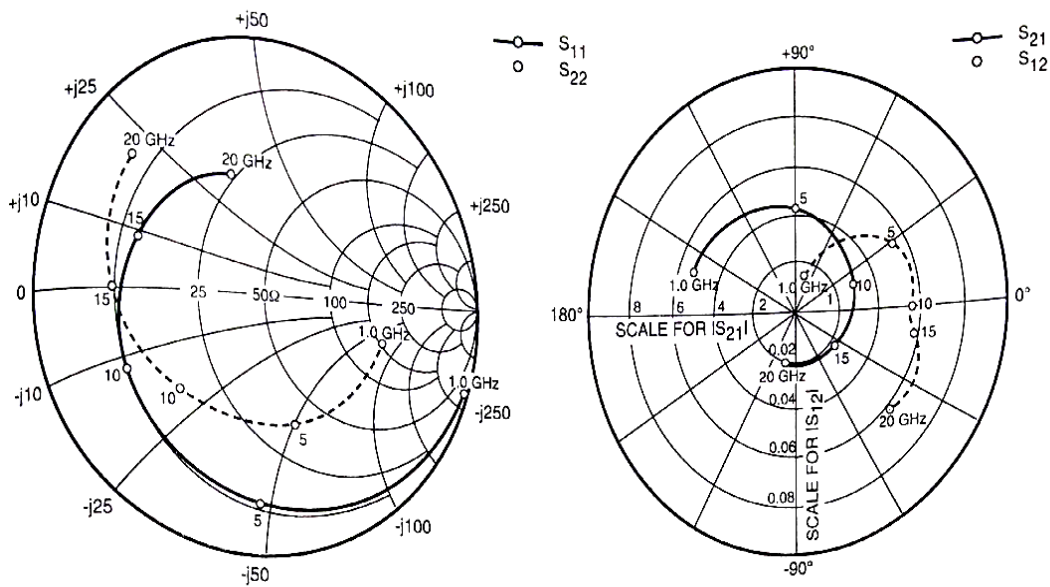 +j50
S11
S22
+j25
+j100
20 GHz
20 GHz
+j10
15
+j250
0
15
25
50Ω
100
250
1.0 GHz
10
10
1.0 GHz
-j10
-j250
5
5
-j25
-j100
-j50
S21
S12
+90°
5
5
1.0 GHz
1.0 GHz
10
10
0°
180°
8
6
4
2
1
SCALE FOR |S21|
15
15
0.02
20 GHz
20 GHz
0.04
0.06
0.08
SCALE FOR |S12|
-90°